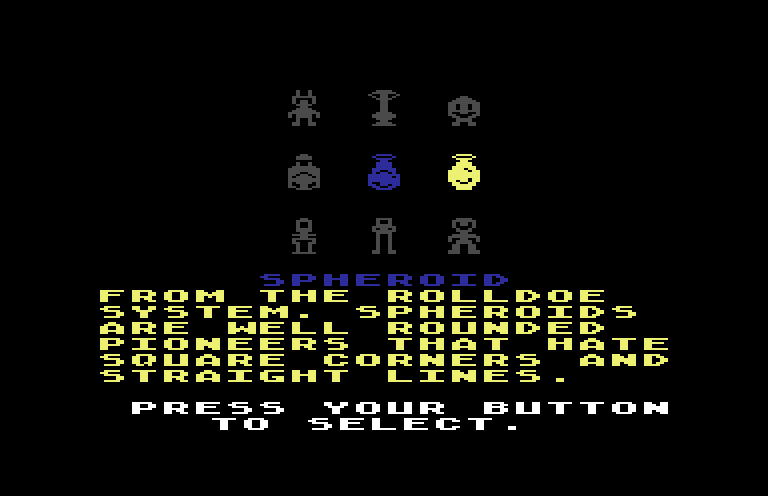 SPHEROID
FROM THE ROLLDOE
SYSTEM. SPHEROIDS
ARE WELL ROUNDED
PIONEERS THAT HATE
SQUARE CORNERS AND
STRAIGHT LINES.
PRESS YOUR BUTTON
TO SELECT.